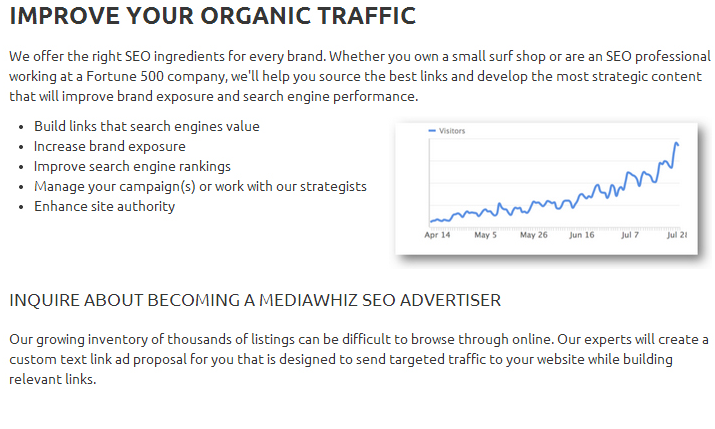 IMPROVE YOUR ORGANIC TRAFFIC
We offer the right SEO ingredients for every brand. Whether you own a small surf shop or are an SEO professional
working at a Fortune 500 company, we'll help you source the best links and develop the most strategic content
that will improve brand exposure and search engine performance.
• Build links that search engines value
• Increase brand exposure
• Improve search engine rankings
• Manage your campaign(s) or work with our strategists
• Enhance site authority
Visitors
Apr 14 May 5 May 26 Jun 16 Jul 7 Jul 28
INQUIRE ABOUT BECOMING A MEDIAWHIZ SEO ADVERTISER
Our growing inventory of thousands of listings can be difficult to browse through online. Our experts will create a
custom text link ad proposal for you that is designed to send targeted traffic to your website while building
relevant links.